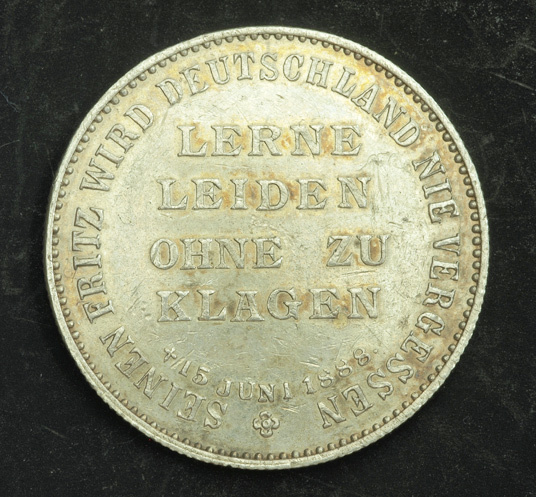 SEINEN FRITZ WIRD DEUTSCHLAND NIE VERGESSEN
LERNE
LEIDEN
OHNE ZU
KLAGEN
† 15 JUNI 1888.